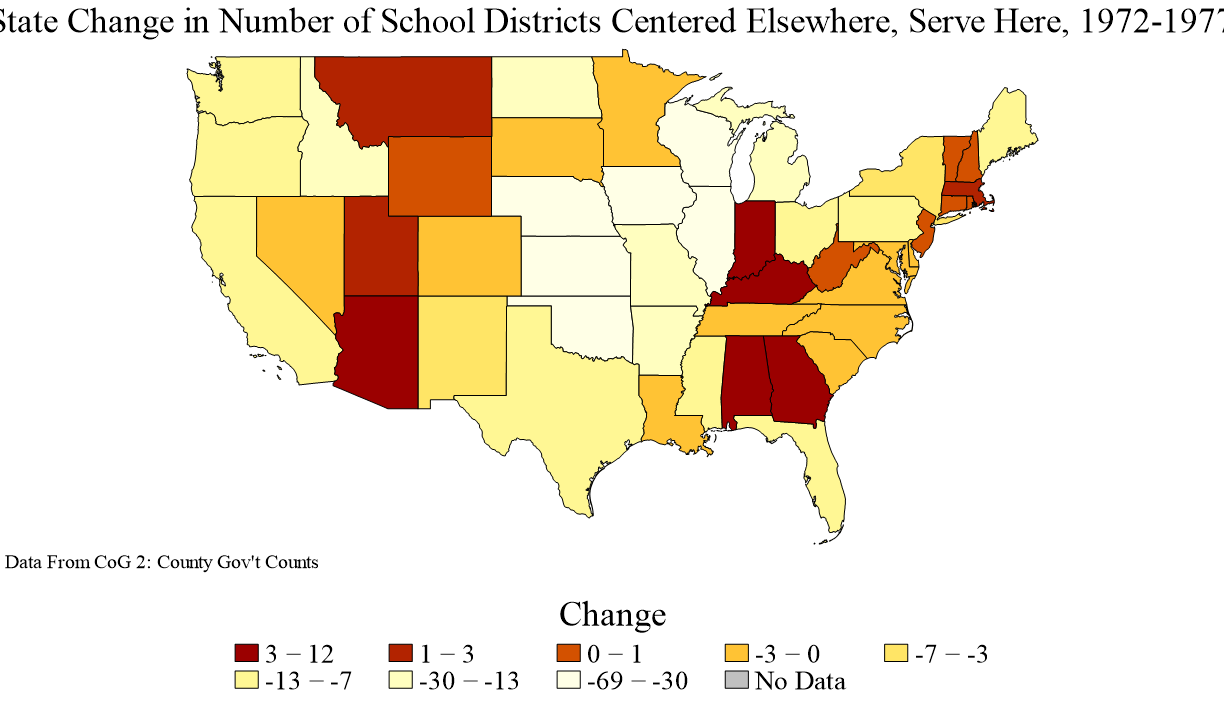 State Change in Number of School Districts Centered Elsewhere, Serve Here, 1972-1977
Data From CoG 2: County Gov't Counts
Change
3 − 12 1 − 3 0 − 1 -3 − 0 -7 − -3
-13 − -7 -30 − -13 -69 − -30 No Data